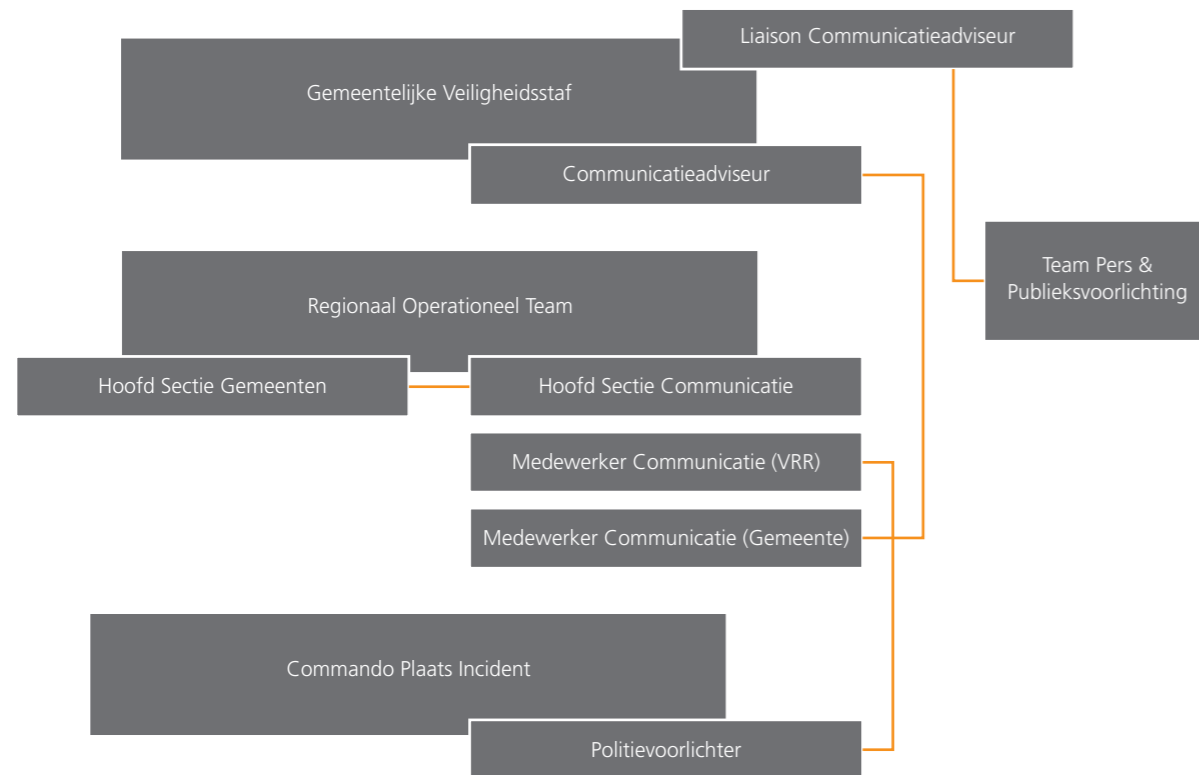 Liaison Communicatieadviseur
Gemeentelijke Veiligheidsstaf
Communicatieadviseur
Team Pers &
Publieksvoorlichting
Regionaal Operationeel Team
Hoofd Sectie Gemeenten
Hoofd Sectie Communicatie
Medewerker Communicatie (VRR)
Medewerker Communicatie (Gemeente)
Commando Plaats Incident
Politievoorlichter